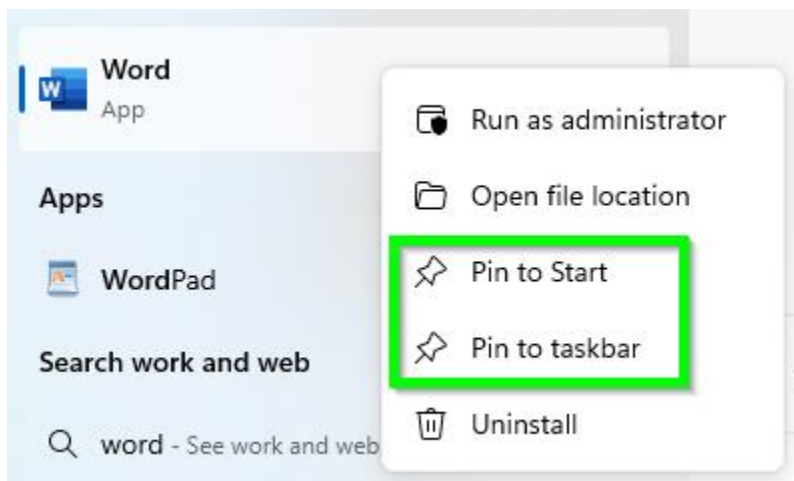 Word
App
Apps
WordPad
Search work and web
word - See work and web
Run as administrator
Open file location
Pin to Start
Pin to taskbar
Uninstall